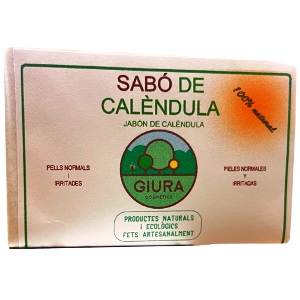 SABÓ DE
CALÈNDULA
JABÓN DE CALÉNDULA
100% natural
PELLS NORMALS
I
IRRITADES
GIURA
COSMÈTICS
PIELES NORMALES
Y
IRRITADAS
PRODUCTES NATURALS
I ECOLÒGICS
FETS ARTESANALMENT